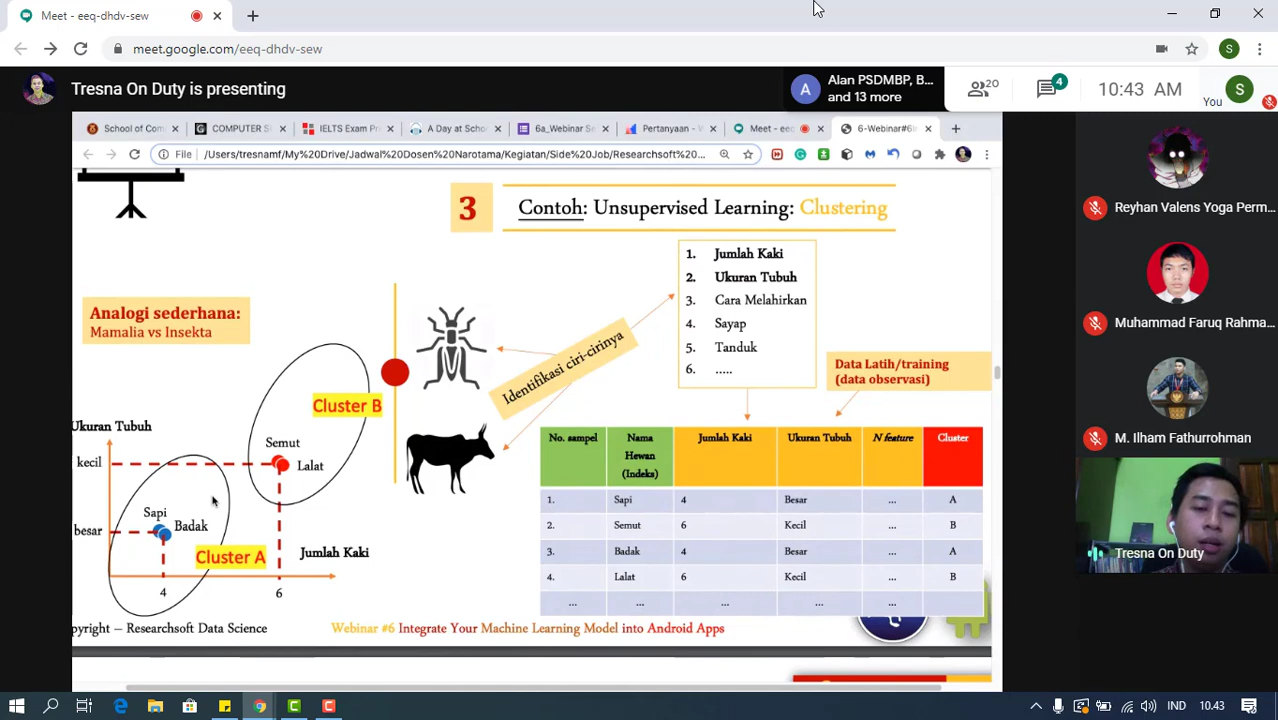 Meet - eeq-dhdv-sew
meet.google.com/eeq-dhdv-sew
Tresna On Duty is presenting
A
Alan PSDMBP, B...
and 13 more
20
4
10:43 AM
You
S
S
School of Com
COMPUTER S
IELTS Exam Pr
A Day at Scho
6a_Webinar Se
Pertanyaan - W
Meet - eeq
6-Webinar#6I
File
/Users/tresnamf/My%20Drive/Jadwal%20Dosen%20Narotama/Kegiatan/Side%20Job/Researchsoft%20...
3
Contoh: Unsupervised Learning: Clustering
Analogi sederhana:
Mamalia vs Insekta
1. Jumlah Kaki
2. Ukuran Tubuh
3. Cara Melahirkan
4. Sayap
5. Tanduk
6. .....
Identifikasi ciri-cirinya
Data Latih/training
(data observasi)
Ukuran Tubuh
kecil
besar
Cluster B
Semut
Lalat
Sapi
Badak
Cluster A
Jumlah Kaki
4
6
No. sampel Nama Hewan (Indeks) Jumlah Kaki Ukuran Tubuh N feature Cluster
1. Sapi 4 Besar ... A
2. Semut 6 Kecil ... B
3. Badak 4 Besar ... A
4. Lalat 6 Kecil ... B
... ... ... ... ...
pyright – Researchsoft Data Science
Webinar #6 Integrate Your Machine Learning Model into Android Apps
Reyhan Valens Yoga Perm...
Muhammad Faruq Rahma...
M. Ilham Fathurrohman
Tresna On Duty
IND
10.43